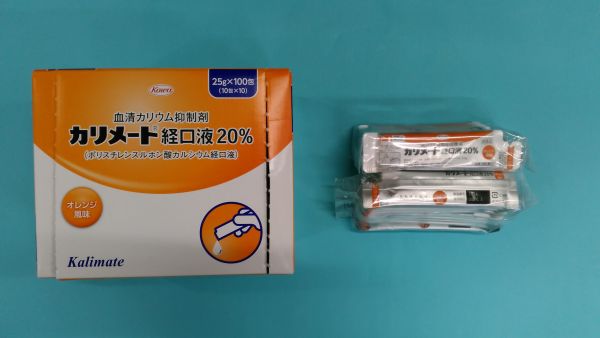 Kowa
25g×100包
(10包×10)
血清カリウム抑制剤
カリメート®経口液20%
(ポリスチレンスルホン酸カルシウム経口液)
オレンジ
風味
Kalimate
カリメート経口液20%